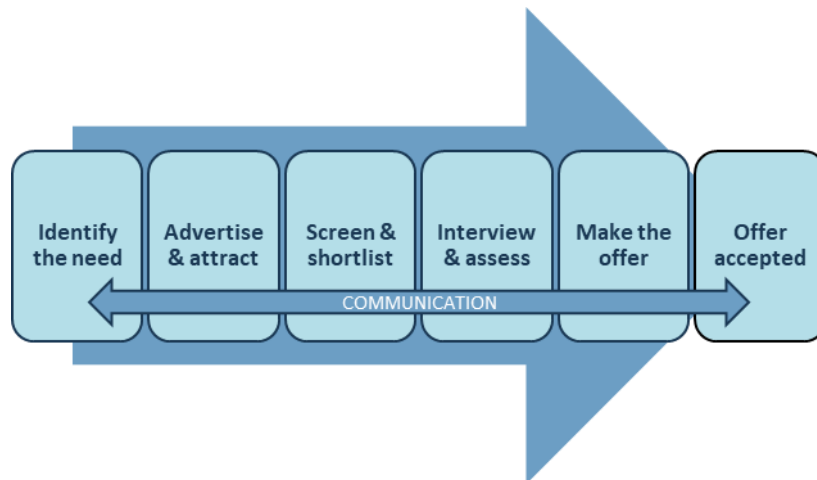 Identify
the need
Advertise
& attract
Screen &
shortlist
Interview
& assess
Make the
offer
Offer
accepted
COMMUNICATION